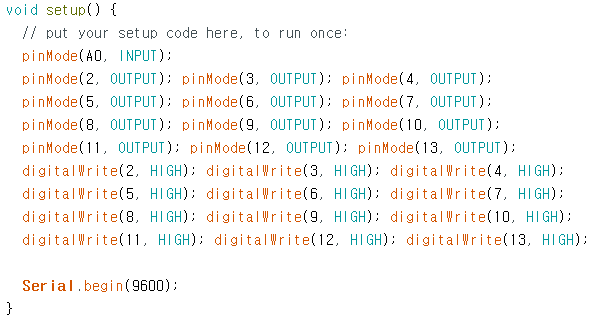 void setup() {
// put your setup code here, to run once:
pinMode(A0, INPUT);
pinMode(2, OUTPUT); pinMode(3, OUTPUT); pinMode(4, OUTPUT);
pinMode(5, OUTPUT); pinMode(6, OUTPUT); pinMode(7, OUTPUT);
pinMode(8, OUTPUT); pinMode(9, OUTPUT); pinMode(10, OUTPUT);
pinMode(11, OUTPUT); pinMode(12, OUTPUT); pinMode(13, OUTPUT);
digitalWrite(2, HIGH); digitalWrite(3, HIGH); digitalWrite(4, HIGH);
digitalWrite(5, HIGH); digitalWrite(6, HIGH); digitalWrite(7, HIGH);
digitalWrite(8, HIGH); digitalWrite(9, HIGH); digitalWrite(10, HIGH);
digitalWrite(11, HIGH); digitalWrite(12, HIGH); digitalWrite(13, HIGH);
Serial.begin(9600);
}